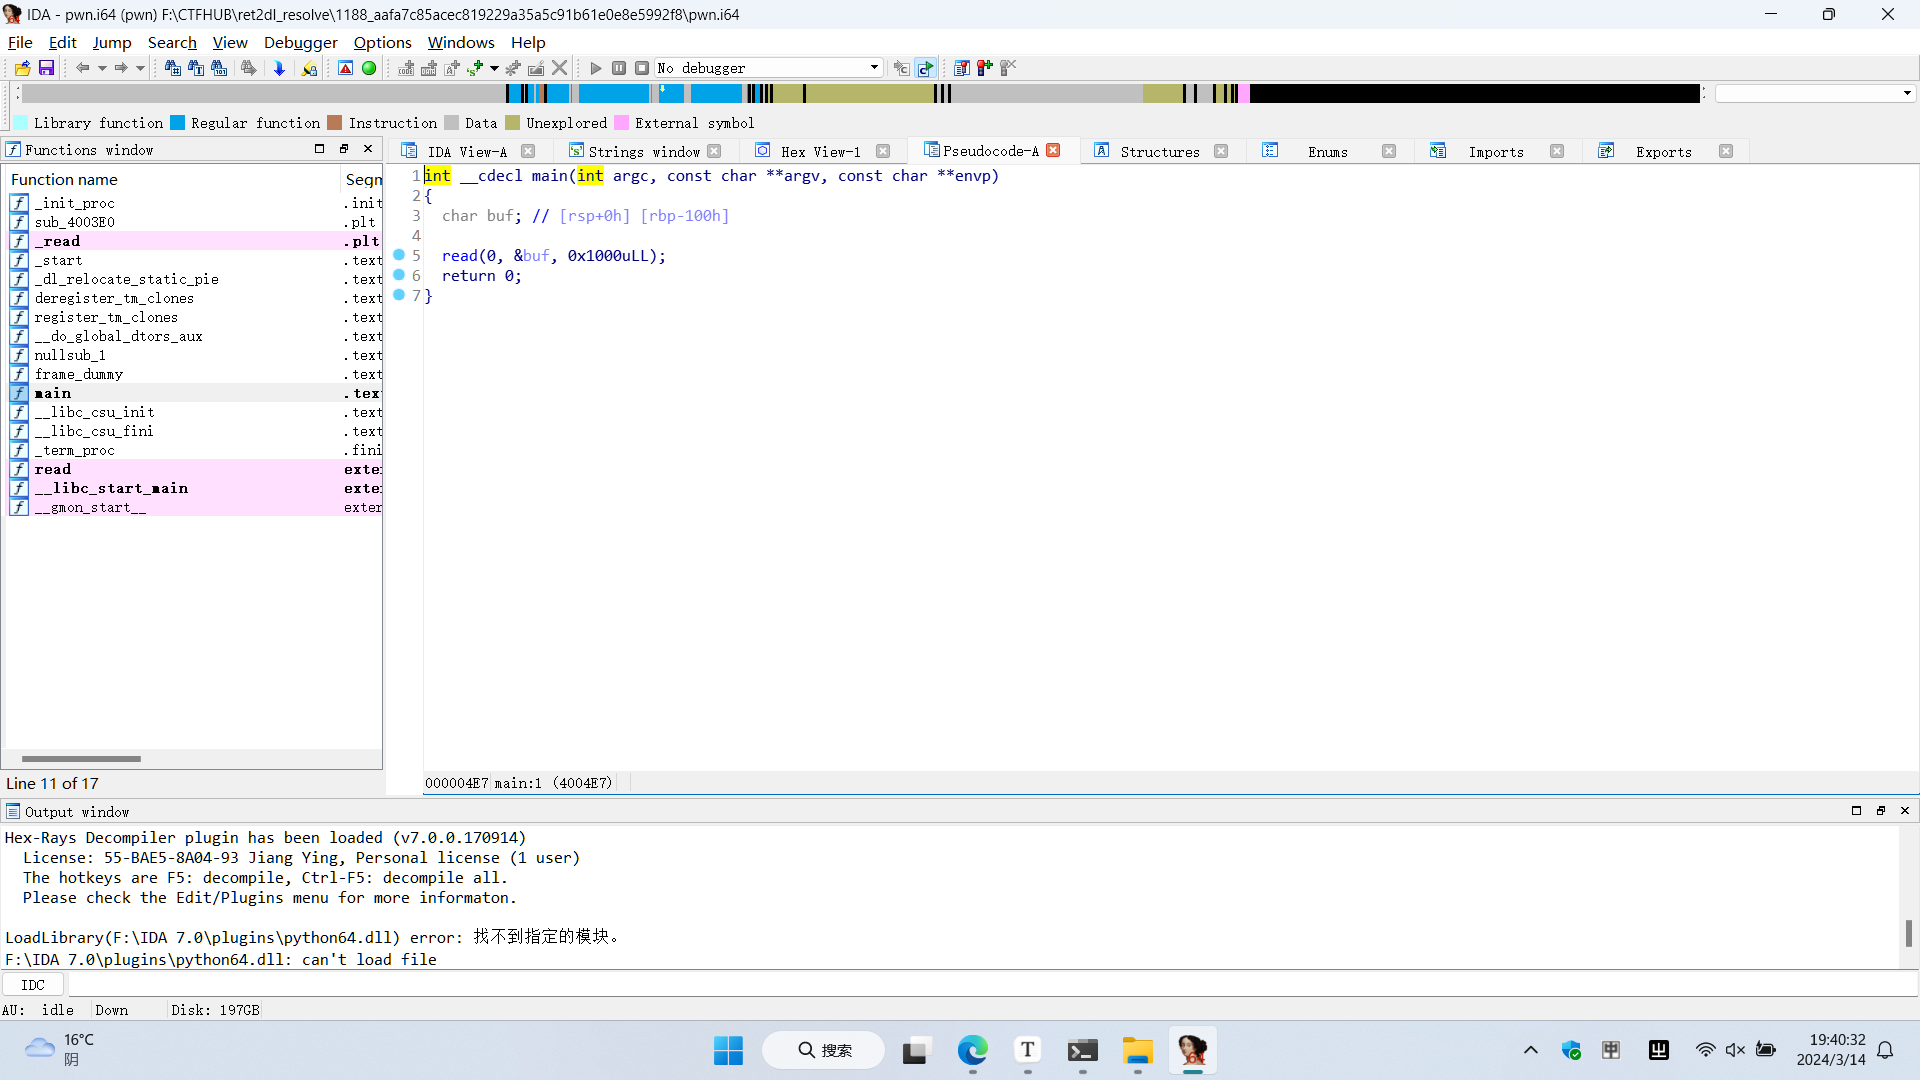 IDA - pwn.i64 (pwn) F:\CTFHUB\ret2dl_resolve\1188_aafa7c85acec819229a35a5c91b61e0e8e5992f8\pwn.i64
File Edit Jump Search View Debugger Options Windows Help
No debugger
Library function Regular function Instruction Data Unexplored External symbol
Functions window
Function name Segm
_init_proc .init
sub_4003E0 .plt
_read .plt
_start .text
_dl_relocate_static_pie .text
deregister_tm_clones .text
register_tm_clones .text
__do_global_dtors_aux .text
nullsub_1 .text
frame_dummy .text
main .text
__libc_csu_init .text
__libc_csu_fini .text
_term_proc .fini
read exter
__libc_start_main exter
__gmon_start__ exter
Line 11 of 17
IDA View-A Strings window Hex View-1 Pseudocode-A Structures Enums Imports Exports
1 int __cdecl main(int argc, const char **argv, const char **envp)
2 {
3 char buf; // [rsp+0h] [rbp-100h]
4
5 read(0, &buf, 0x1000uLL);
6 return 0;
7 }
000004E7 main:1 (4004E7)
Output window
Hex-Rays Decompiler plugin has been loaded (v7.0.0.170914)
License: 55-BAE5-8A04-93 Jiang Ying, Personal license (1 user)
The hotkeys are F5: decompile, Ctrl-F5: decompile all.
Please check the Edit/Plugins menu for more informaton.
LoadLibrary(F:\IDA 7.0\plugins\python64.dll) error: 找不到指定的模块。
F:\IDA 7.0\plugins\python64.dll: can't load file
IDC
AU: idle Down Disk: 197GB
16°C
阴
搜索
T
64
中
19:40:32
2024/3/14